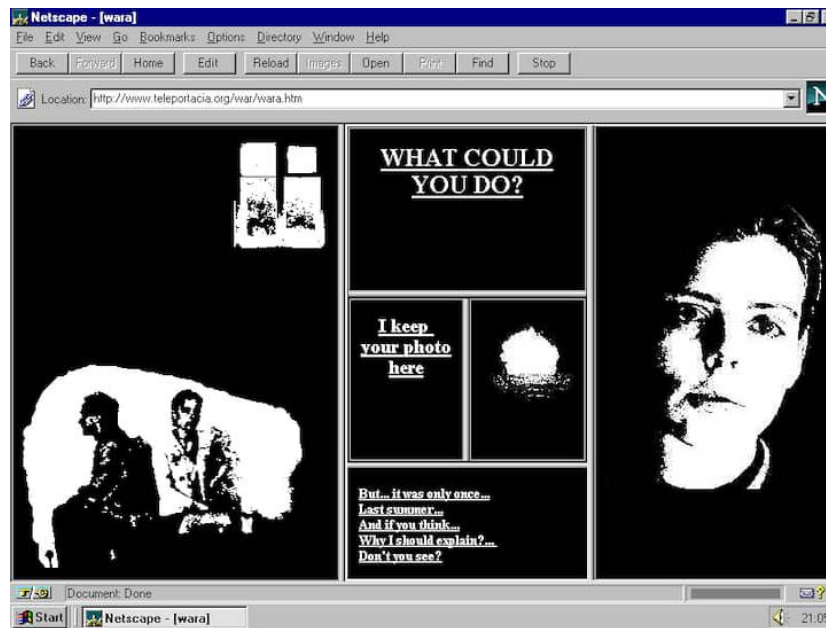 Netscape - [wara]
File Edit View Go Bookmarks Options Directory Window Help
Back Forward Home Edit Reload Images Open Print Find Stop
Location: http://www.teleportacia.org/war/wara.htm
N
WHAT COULD
YOU DO?
I keep
your photo
here
But... it was only once...
Last summer...
And if you think...
Why I should explain?...
Don't you see?
Document: Done
Start Netscape - [wara]